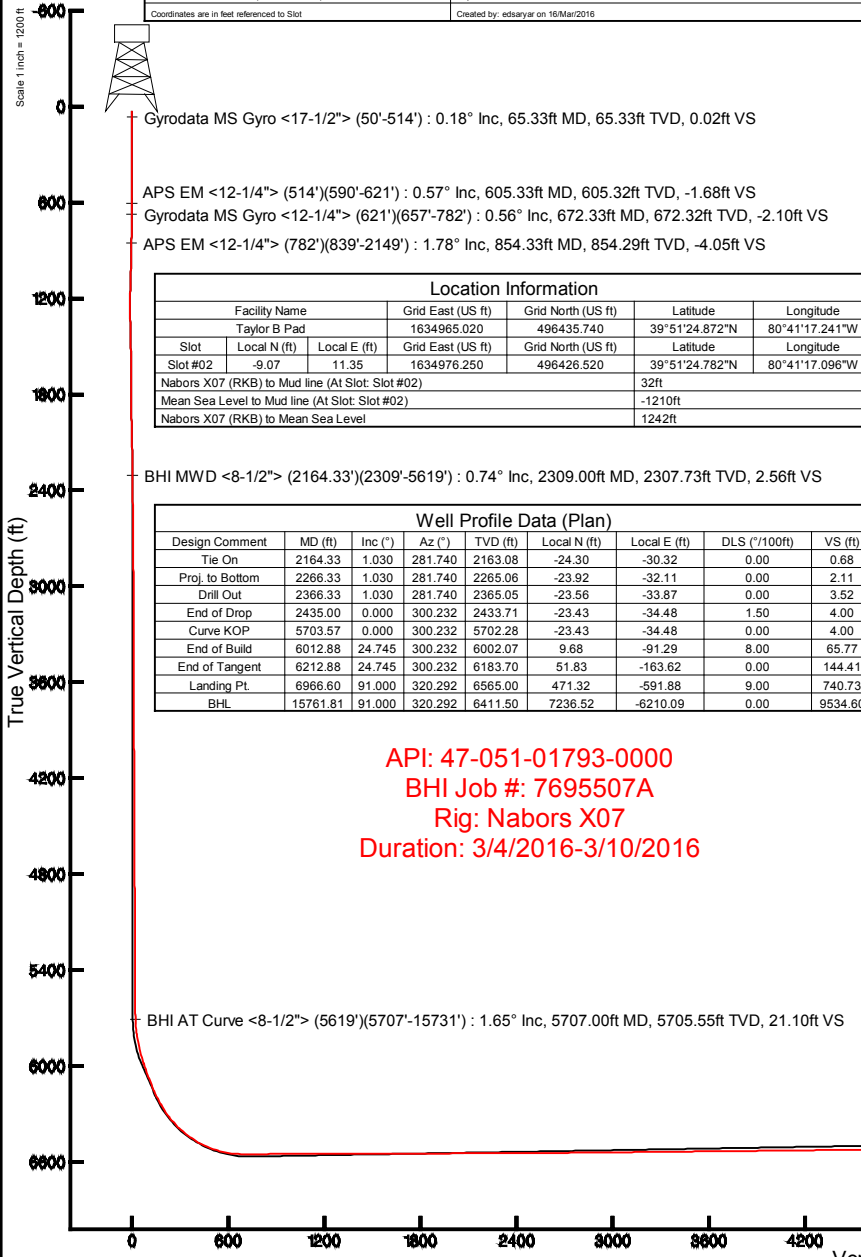 Coordinates are in feet referenced to Slot Created by: edsaryar on 16/Mar/2016
Scale 1 inch = 1200 ft
-600
0
Gyrodata MS Gyro <17-1/2"> (50'-514') : 0.18° Inc, 65.33ft MD, 65.33ft TVD, 0.02ft VS
APS EM <12-1/4"> (514')(590'-621') : 0.57° Inc, 605.33ft MD, 605.32ft TVD, -1.68ft VS
600
Gyrodata MS Gyro <12-1/4"> (621')(657'-782') : 0.56° Inc, 672.33ft MD, 672.32ft TVD, -2.10ft VS
APS EM <12-1/4"> (782')(839'-2149') : 1.78° Inc, 854.33ft MD, 854.29ft TVD, -4.05ft VS
1200
Location Information
Facility Name Grid East (US ft) Grid North (US ft) Latitude Longitude
Taylor B Pad 1634965.020 496435.740 39°51'24.872"N 80°41'17.241"W
Slot Local N (ft) Local E (ft) Grid East (US ft) Grid North (US ft) Latitude Longitude
Slot #02 -9.07 11.35 1634976.250 496426.520 39°51'24.782"N 80°41'17.096"W
Nabors X07 (RKB) to Mud line (At Slot: Slot #02) 32ft
Mean Sea Level to Mud line (At Slot: Slot #02) -1210ft
Nabors X07 (RKB) to Mean Sea Level 1242ft
1800
BHI MWD <8-1/2"> (2164.33')(2309'-5619') : 0.74° Inc, 2309.00ft MD, 2307.73ft TVD, 2.56ft VS
2400
True Vertical Depth (ft)
Well Profile Data (Plan)
Design Comment MD (ft) Inc (°) Az (°) TVD (ft) Local N (ft) Local E (ft) DLS (°/100ft) VS (ft)
Tie On 2164.33 1.030 281.740 2163.08 -24.30 -30.32 0.00 0.68
Proj. to Bottom 2266.33 1.030 281.740 2265.06 -23.92 -32.11 0.00 2.11
Drill Out 2366.33 1.030 281.740 2365.05 -23.56 -33.87 0.00 3.52
End of Drop 2435.00 0.000 300.232 2433.71 -23.43 -34.48 1.50 4.00
Curve KOP 5703.57 0.000 300.232 5702.28 -23.43 -34.48 0.00 4.00
End of Build 6012.88 24.745 300.232 6002.07 9.68 -91.29 8.00 65.77
End of Tangent 6212.88 24.745 300.232 6183.70 51.83 -163.62 0.00 144.41
Landing Pt. 6966.60 91.000 320.292 6565.00 471.32 -591.88 9.00 740.73
BHL 15761.81 91.000 320.292 6411.50 7236.52 -6210.09 0.00 9534.60
3000
3600
API: 47-051-01793-0000
BHI Job #: 7695507A
Rig: Nabors X07
Duration: 3/4/2016-3/10/2016
4200
4800
5400
BHI AT Curve <8-1/2"> (5619')(5707'-15731') : 1.65° Inc, 5707.00ft MD, 5705.55ft TVD, 21.10ft VS
6000
6600
0 600 1200 1800 2400 3000 3600 4200